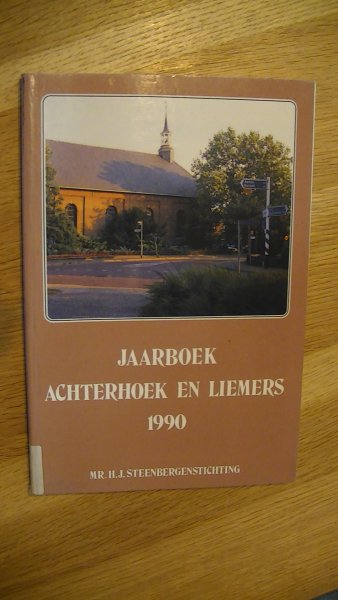 JAARBOEK
ACHTERHOEK EN LIEMERS
1990
MR. H.J. STEENBERGENSTICHTING